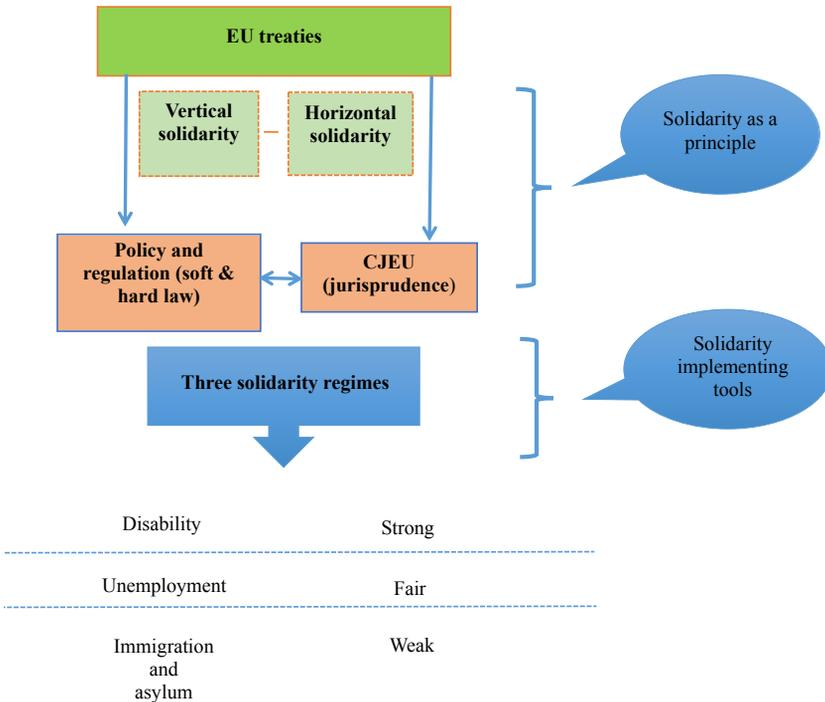 EU treaties
Vertical
solidarity
Horizontal
solidarity
Solidarity as a
principle
Policy and
regulation (soft &
hard law)
CJEU
(jurisprudence)
Solidarity
implementing
tools
Three solidarity regimes
Disability
Strong
Unemployment
Fair
Immigration
and
asylum
Weak